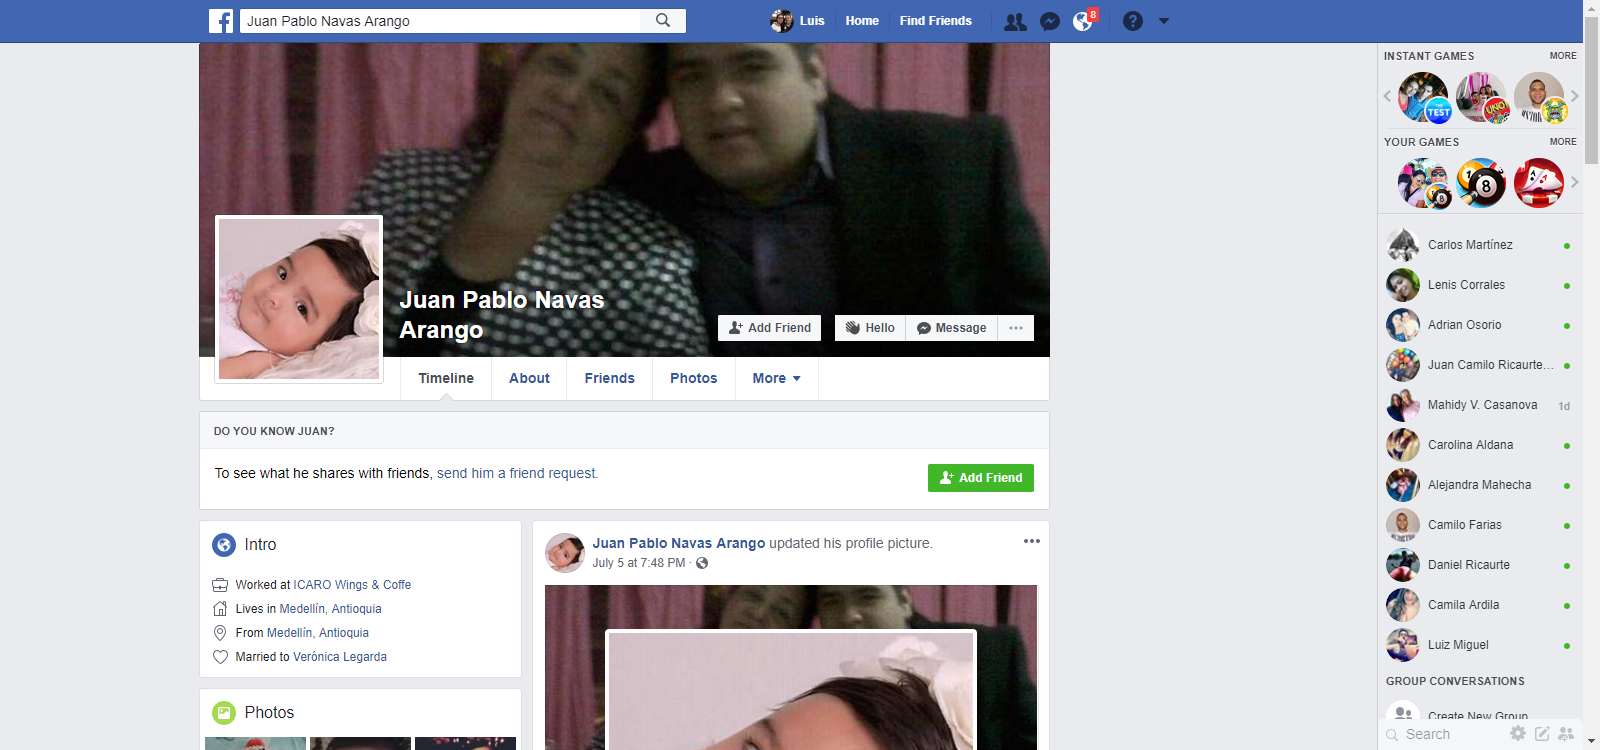 Juan Pablo Navas Arango
Luis
Home
Find Friends
8
INSTANT GAMES
MORE
THE TEST
UNO
YOUR GAMES
MORE
8
Juan Pablo Navas
Arango
Add Friend
Hello
Message
Timeline
About
Friends
Photos
More
DO YOU KNOW JUAN?
To see what he shares with friends, send him a friend request.
Add Friend
Intro
Worked at ICARO Wings & Coffe
Lives in Medellín, Antioquia
From Medellín, Antioquia
Married to Verònica Legarda
Photos
Juan Pablo Navas Arango updated his profile picture.
July 5 at 7:48 PM ·
Carlos Martínez
Lenis Corrales
Adrian Osorio
Juan Camilo Ricaurte...
Mahidy V. Casanova 1d
Carolina Aldana
Alejandra Mahecha
Camilo Farias
Daniel Ricaurte
Camila Ardila
Luiz Miguel
GROUP CONVERSATIONS
Create New Group
Search